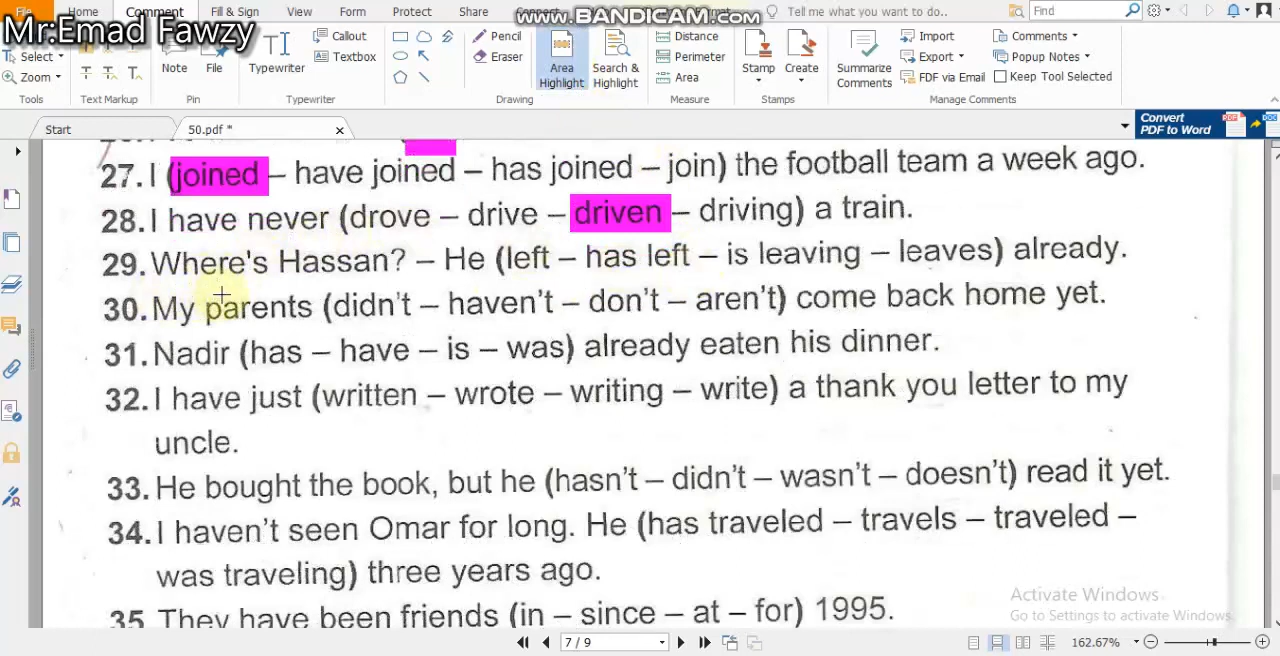 www.BANDICAM.com
Mr:Emad Fawzy
File Home Comment Fill & Sign View Form Protect Share Connect Help Tell me what you want to do.. Find
Select Zoom Note File Typewriter Callout Textbox Pencil Eraser Area Highlight Search & Highlight Distance Perimeter Area Stamp Create Summarize Comments Import Export FDF via Email Comments Popup Notes Keep Tool Selected
Tools Text Markup Pin Typewriter Drawing Measure Stamps Manage Comments
Start 50.pdf * Convert PDF to Word
27. I (joined – have joined – has joined – join) the football team a week ago.
28. I have never (drove – drive – driven – driving) a train.
29. Where's Hassan? – He (left – has left – is leaving – leaves) already.
30. My parents (didn't – haven't – don't – aren't) come back home yet.
31. Nadir (has – have – is – was) already eaten his dinner.
32. I have just (written – wrote – writing – write) a thank you letter to my
uncle.
33. He bought the book, but he (hasn't – didn't – wasn't – doesn't) read it yet.
34. I haven't seen Omar for long. He (has traveled – travels – traveled –
was traveling) three years ago.
35 They have been friends (in – since – at – for) 1995.
Activate Windows
Go to Settings to activate Windows.
7 / 9 162.67%